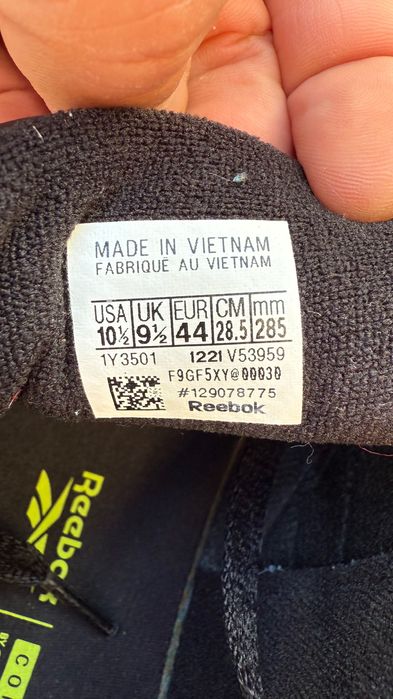 MADE IN VIETNAM
FABRIQUÉ AU VIETNAM
USA UK EUR CM mm
10½ 9½ 44 28.5 285
1Y3501 1221 V53959
F9GF5XY@00030
#129078775
Reebok
Reebok